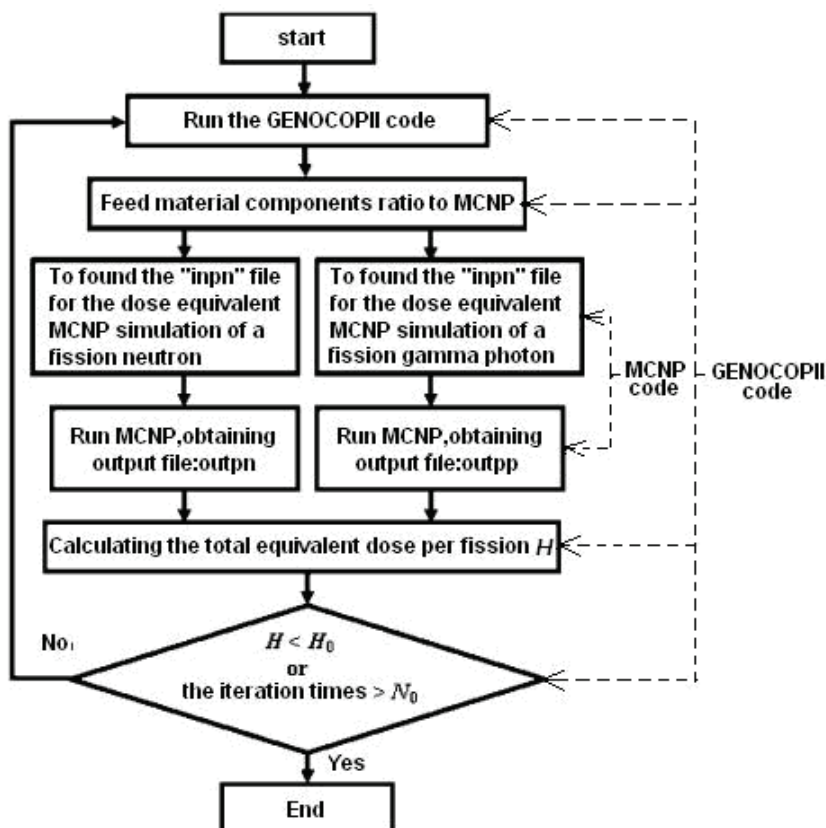 start
Run the GENOCOPII code
Feed material components ratio to MCNP
To found the "inpn" file
for the dose equivalent
MCNP simulation of a
fission neutron
To found the "inpn" file
for the dose equivalent
MCNP simulation of a
fission gamma photon
MCNP
code
GENOCOPII
code
Run MCNP,obtaining
output file:outpn
Run MCNP,obtaining
output file:outpp
Calculating the total equivalent dose per fission H
No
H < H₀
or
the iteration times > N₀
Yes
End